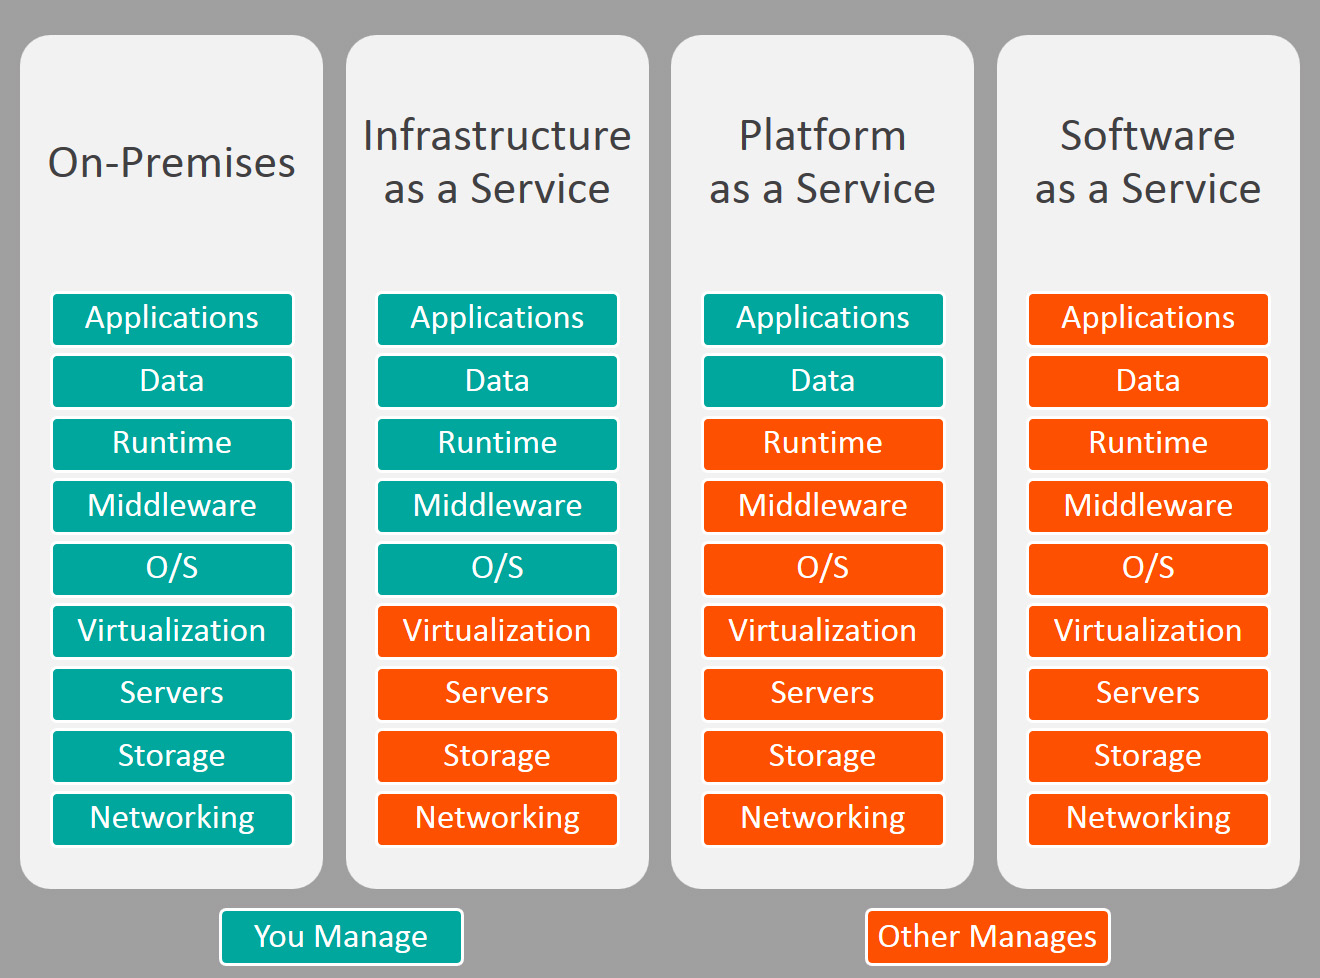 On-Premises
Applications
Data
Runtime
Middleware
O/S
Virtualization
Servers
Storage
Networking
Infrastructure
as a Service
Applications
Data
Runtime
Middleware
O/S
Virtualization
Servers
Storage
Networking
Platform
as a Service
Applications
Data
Runtime
Middleware
O/S
Virtualization
Servers
Storage
Networking
Software
as a Service
Applications
Data
Runtime
Middleware
O/S
Virtualization
Servers
Storage
Networking
You Manage
Other Manages